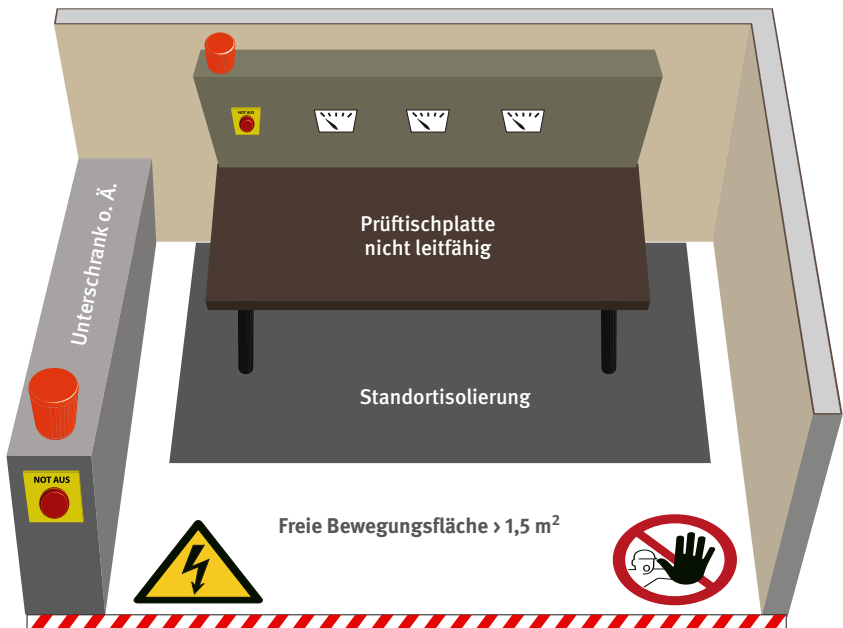 NOT AUS
Prüftischplatte
nicht leitfähig
Unterschrank o. Ä.
Standortisolierung
NOT AUS
Freie Bewegungsfläche > 1,5 m²